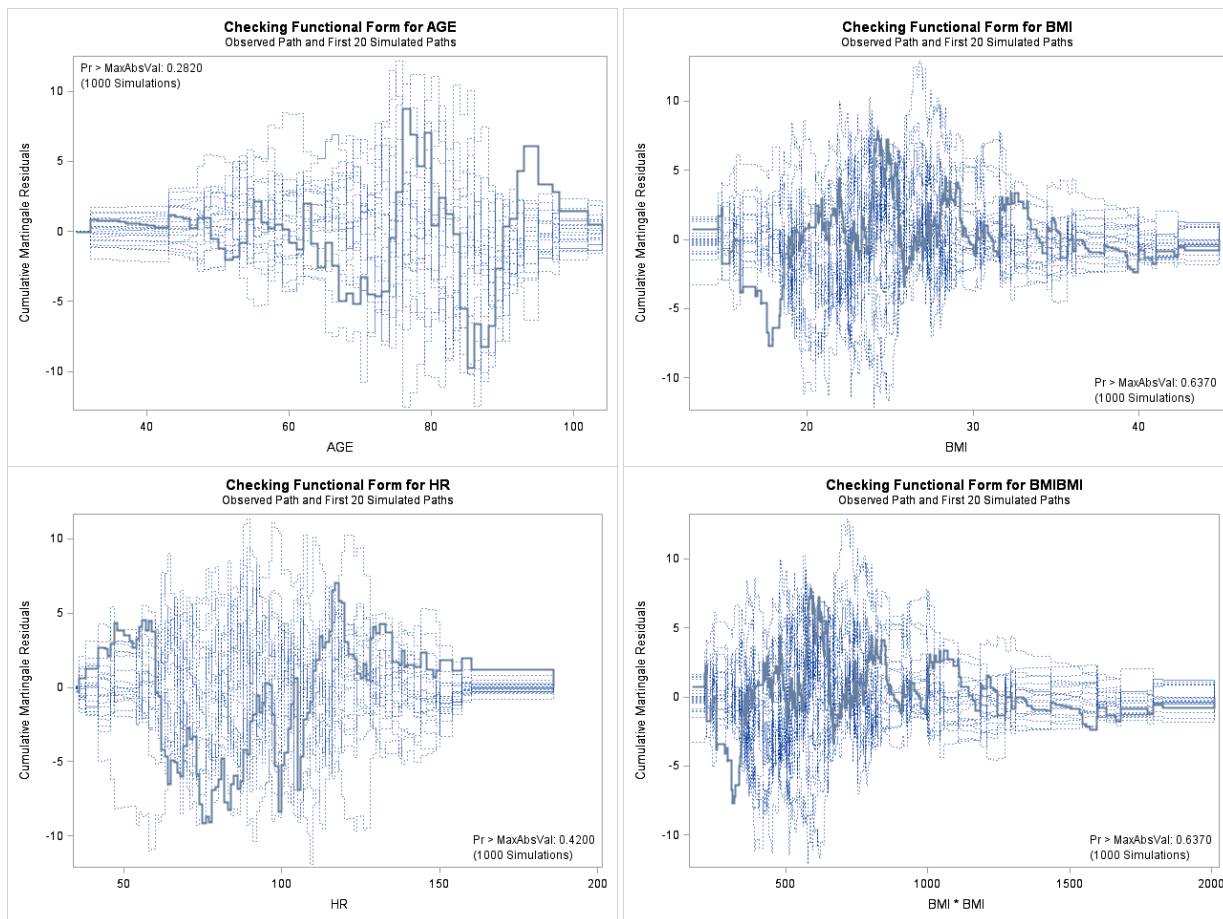 Checking Functional Form for AGE
Observed Path and First 20 Simulated Paths
Pr > MaxAbsVal: 0.2820
(1000 Simulations)
Cumulative Martingale Residuals
10
5
0
-5
-10
40
60
80
100
AGE
Checking Functional Form for BMI
Observed Path and First 20 Simulated Paths
Cumulative Martingale Residuals
10
5
0
-5
-10
Pr > MaxAbsVal: 0.6370
(1000 Simulations)
20
30
40
BMI
Checking Functional Form for HR
Observed Path and First 20 Simulated Paths
Cumulative Martingale Residuals
10
5
0
-5
-10
Pr > MaxAbsVal: 0.4200
(1000 Simulations)
50
100
150
200
HR
Checking Functional Form for BMIBMI
Observed Path and First 20 Simulated Paths
Cumulative Martingale Residuals
10
5
0
-5
-10
Pr > MaxAbsVal: 0.6370
(1000 Simulations)
500
1000
1500
2000
BMI * BMI